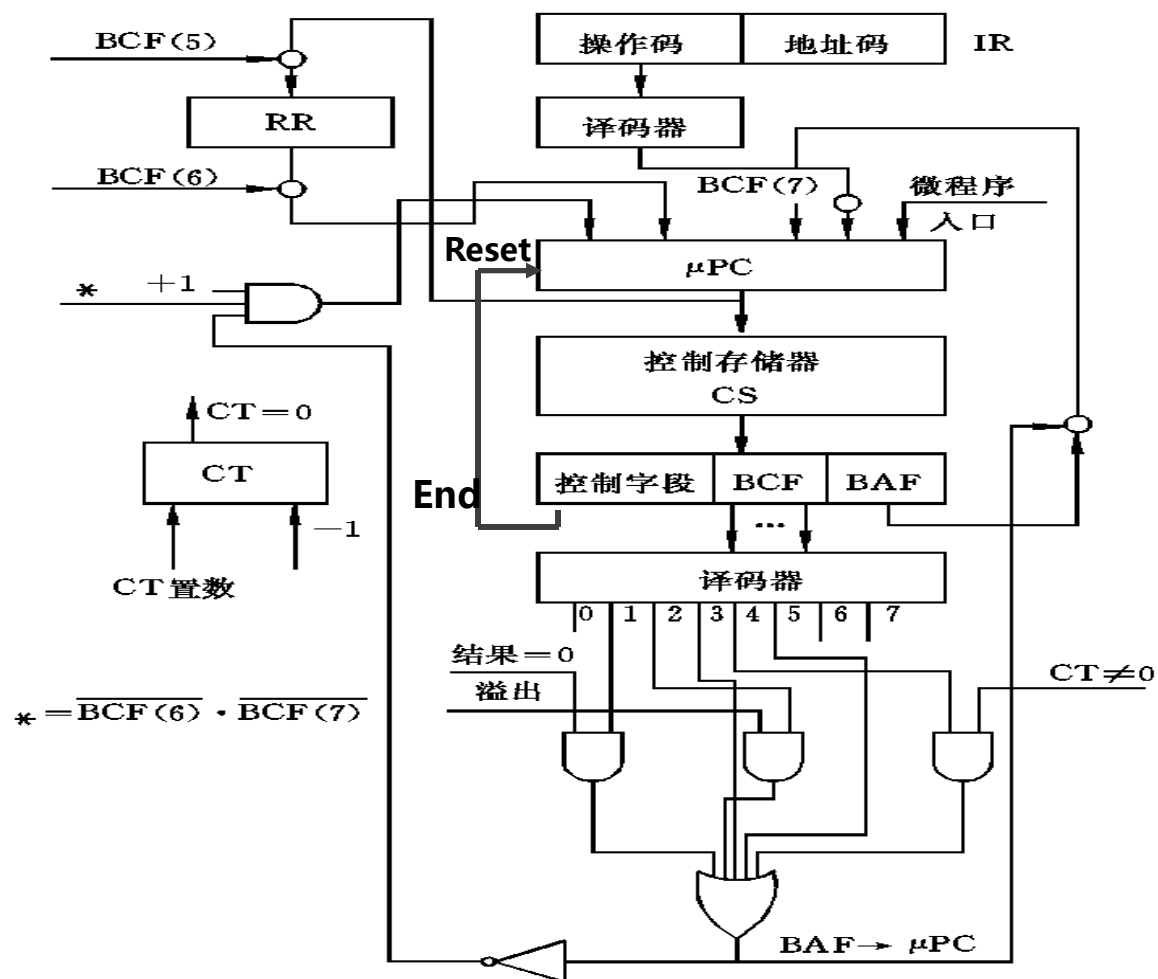 BCF(5)
操作码
地址码
IR
RR
译码器
BCF(6)
BCF(7)
微程序
入口
Reset
μPC
* +1
控制存储器
CS
CT=0
CT
控制字段
BCF
BAF
End
...
-1
CT置数
译码器
0 1 2 3 4 5 6 7
结果=0
溢出
CT≠0
* = \overline{BCF(6)} · \overline{BCF(7)}
BAF→ μPC